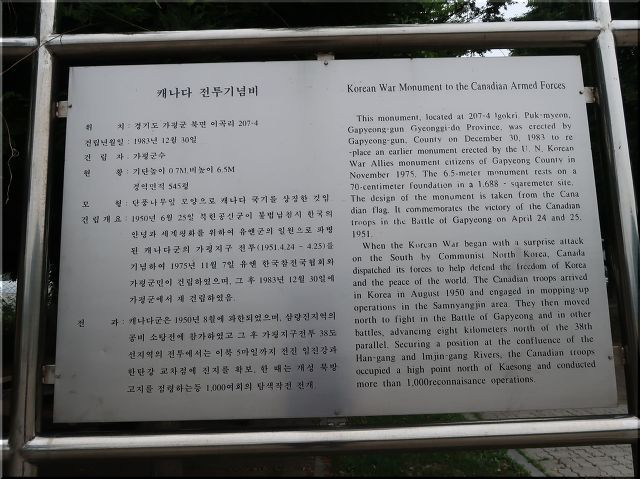 캐나다 전투기념비
위 치 : 경기도 가평군 북면 이곡리 207-4
건립년월일 : 1983년 12월 30일
건 립 자 : 가평군수
현 황 : 기단높이 0.7M.비높이 6.5M
경역면적 545평
모 형 : 단풍나무잎 모양으로 캐나다 국기를 상징한 것임
건립개요 : 1950년 6월 25일 북한공산군이 불법남침시 한국의
안녕과 세계평화를 위하여 유엔군의 일원으로 파병
된 캐나다군의 가평지구 전투(1951.4.24 - 4.25)를
기념하여 1975년 11월 7일 유엔 한국참전국협회와
가평군민이 건립하였으며, 그 후 1983년 12월 30에
가평군에서 재 건립하였음.
전 과 : 캐나다군은 1950년 8월에 파한되었으며, 삼랑진지역의
공비 소탕전에 참가하였고 그 후 가평지구전투 38도
선지역의 전투에서는 이북 5마일까지 전진 임진강과
한탄강 교차점에 진지를 확보, 한 때는 개성 북방
고지를 점령하는등 1,000여회의 탐색작전 전개.
Korean War Monument to the Canadian Armed Forces
This monument, located at 207-4 Igokri. Puk-myeon,
Gapyeong-gun Gyeonggi-do Province, was erected by
Gapyeong-gun, County on December 30, 1983 to re
-place an earlier monument erected by the U. N. Korean
War Allies monument citizens of Gapyeong County in
November 1975. The 6.5-meter monument rests on a
70-centimeter foundation in a 1,688 - sqaremeter site.
The design of the monument is taken from the Cana
dian flag. It commemorates the victory of the Canadian
troops in the Battle of Gapyeong on April 24 and 25,
1951.
When the Korean War began with a surprise attack
on the South by Communist North Korea, Canada
dispatched its forces to help defend the freedom of Korea
and the peace of the world. The Canadian troops arrived
in Korea in August 1950 and engaged in mopping-up
operations in the Samnyangjin area. They then moved
north to fight in the Battle of Gapyeong and in other
battles, advancing eight kilometers north of the 38th
parallel. Securing a position at the confluence of the
Han-gang and Imjin-gang Rivers, the Canadian troops
occupied a high point north of Kaesong and conducted
more than 1,000reconnaisance operations.